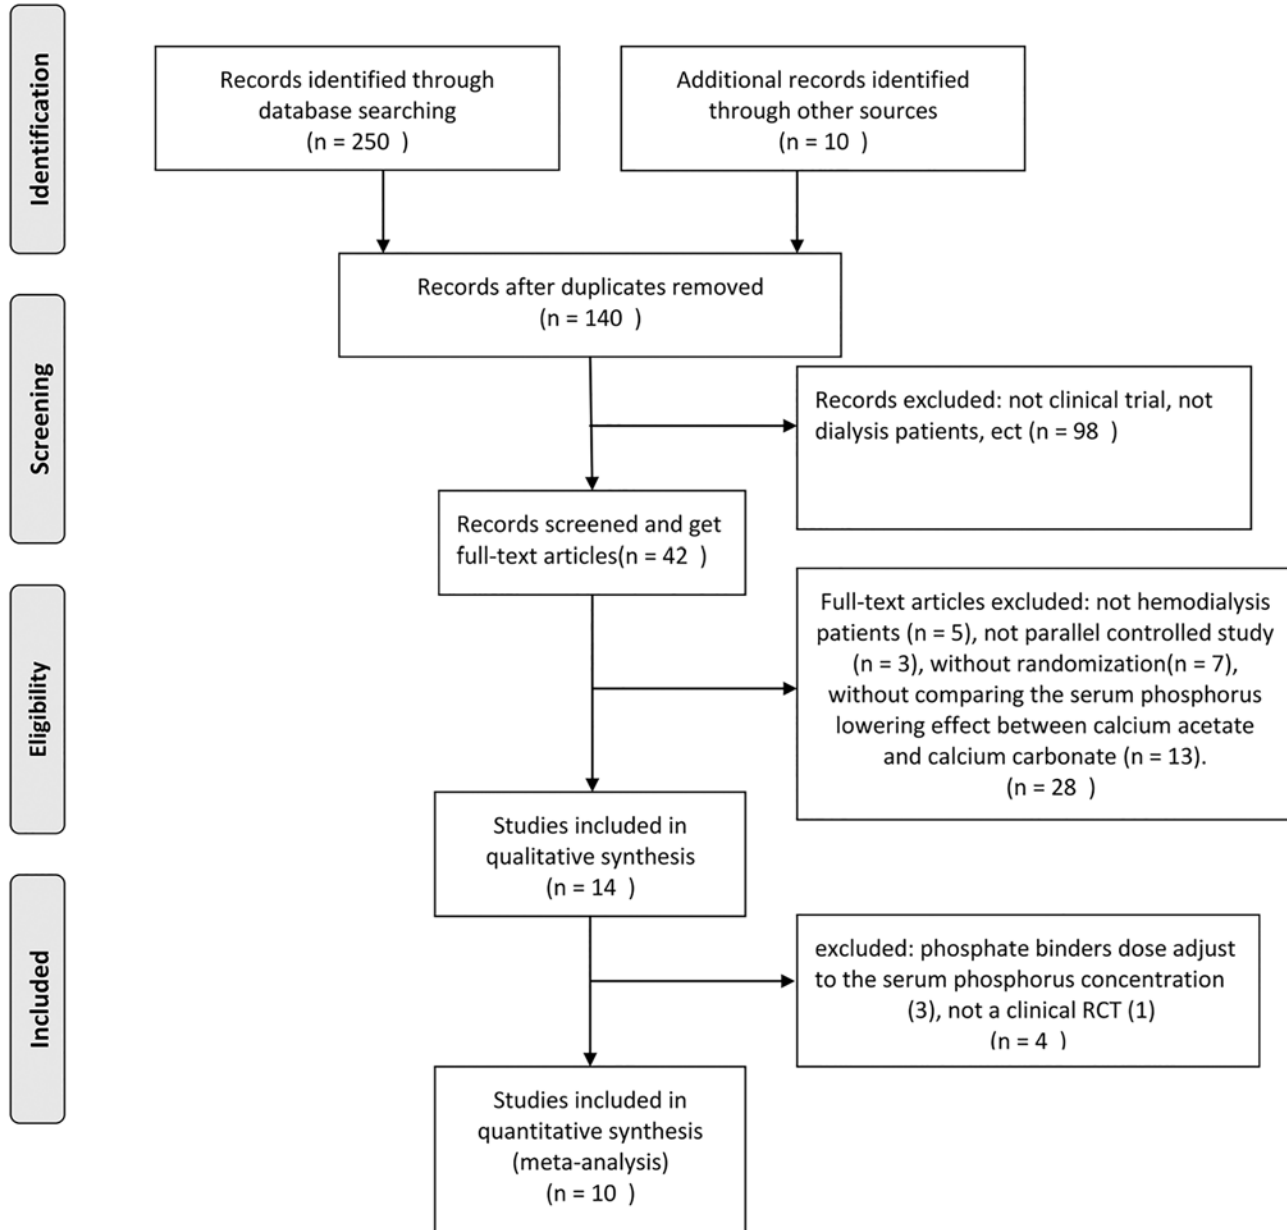 Identification
Records identified through
database searching
(n = 250  )
Additional records identified
through other sources
(n = 10  )
Records after duplicates removed
(n = 140  )
Screening
Records excluded: not clinical trial, not
dialysis patients, ect (n = 98  )
Records screened and get
full-text articles(n = 42  )
Eligibility
Full-text articles excluded: not hemodialysis
patients (n = 5), not parallel controlled study
(n = 3), without randomization(n = 7),
without comparing the serum phosphorus
lowering effect between calcium acetate
and calcium carbonate (n = 13).
(n = 28  )
Studies included in
qualitative synthesis
(n = 14  )
Included
excluded: phosphate binders dose adjust
to the serum phosphorus concentration
(3), not a clinical RCT (1)
(n = 4  )
Studies included in
quantitative synthesis
(meta-analysis)
(n = 10  )